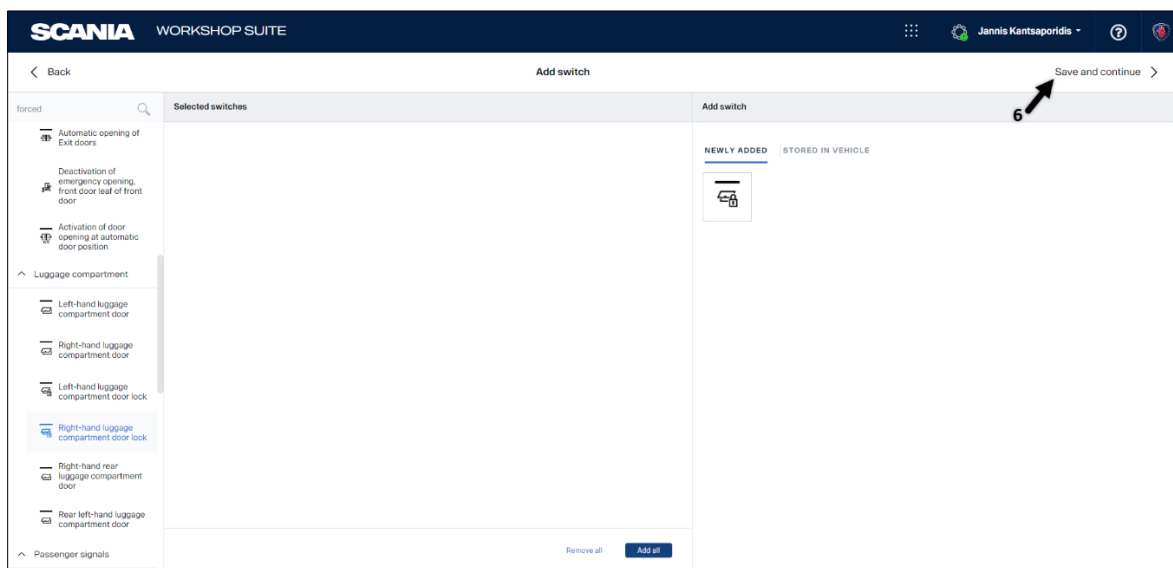 SCANIA WORKSHOP SUITE
Jannis Kantsaporidis
Back
Add switch
Save and continue
6
forced
Selected switches
Add switch
Automatic opening of
Exit doors
Deactivation of
emergency opening,
front door leaf of front
door
Activation of door
opening at automatic
door position
Luggage compartment
Left-hand luggage
compartment door
Right-hand luggage
compartment door
Left-hand luggage
compartment door lock
Right-hand luggage
compartment door lock
Right-hand rear
luggage compartment
door
Rear left-hand luggage
compartment door
Passenger signals
Remove all
Add all
NEWLY ADDED
STORED IN VEHICLE